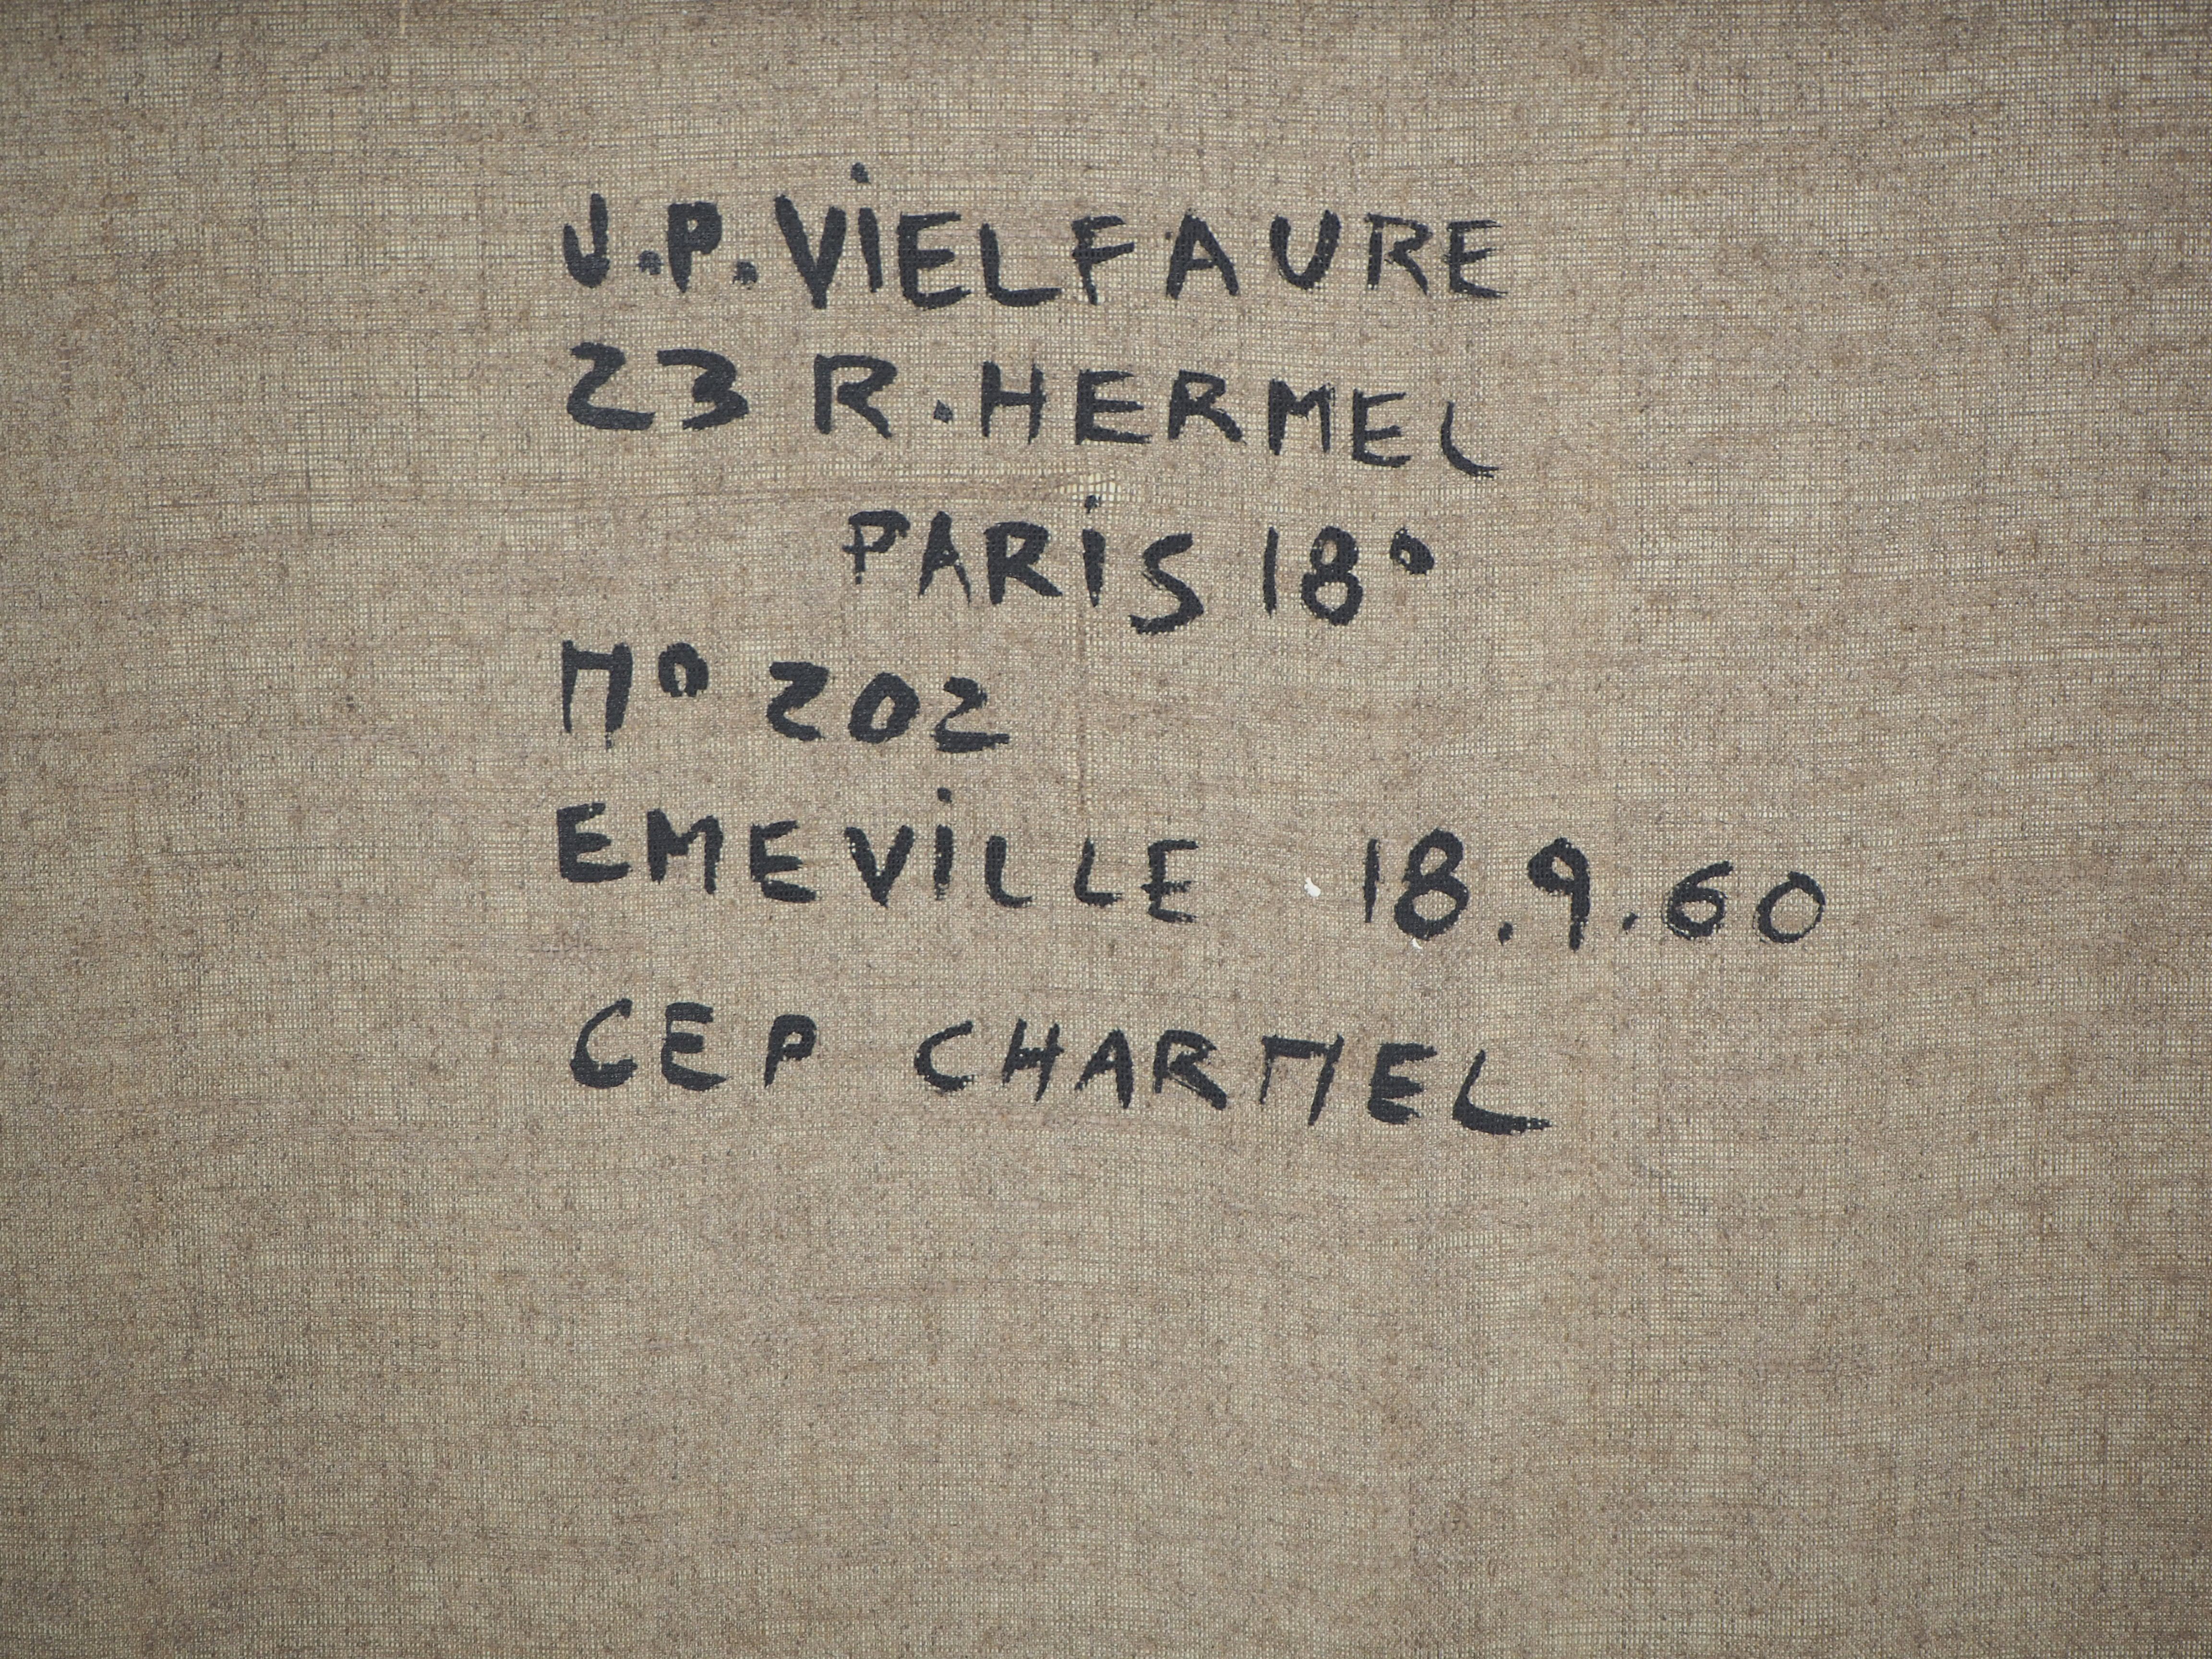 J.P. ViELFAURE
23 R. HERMEL
PARiS 18°
N° 202
EMEViLLE 18.9.60
CEP CHARMEL